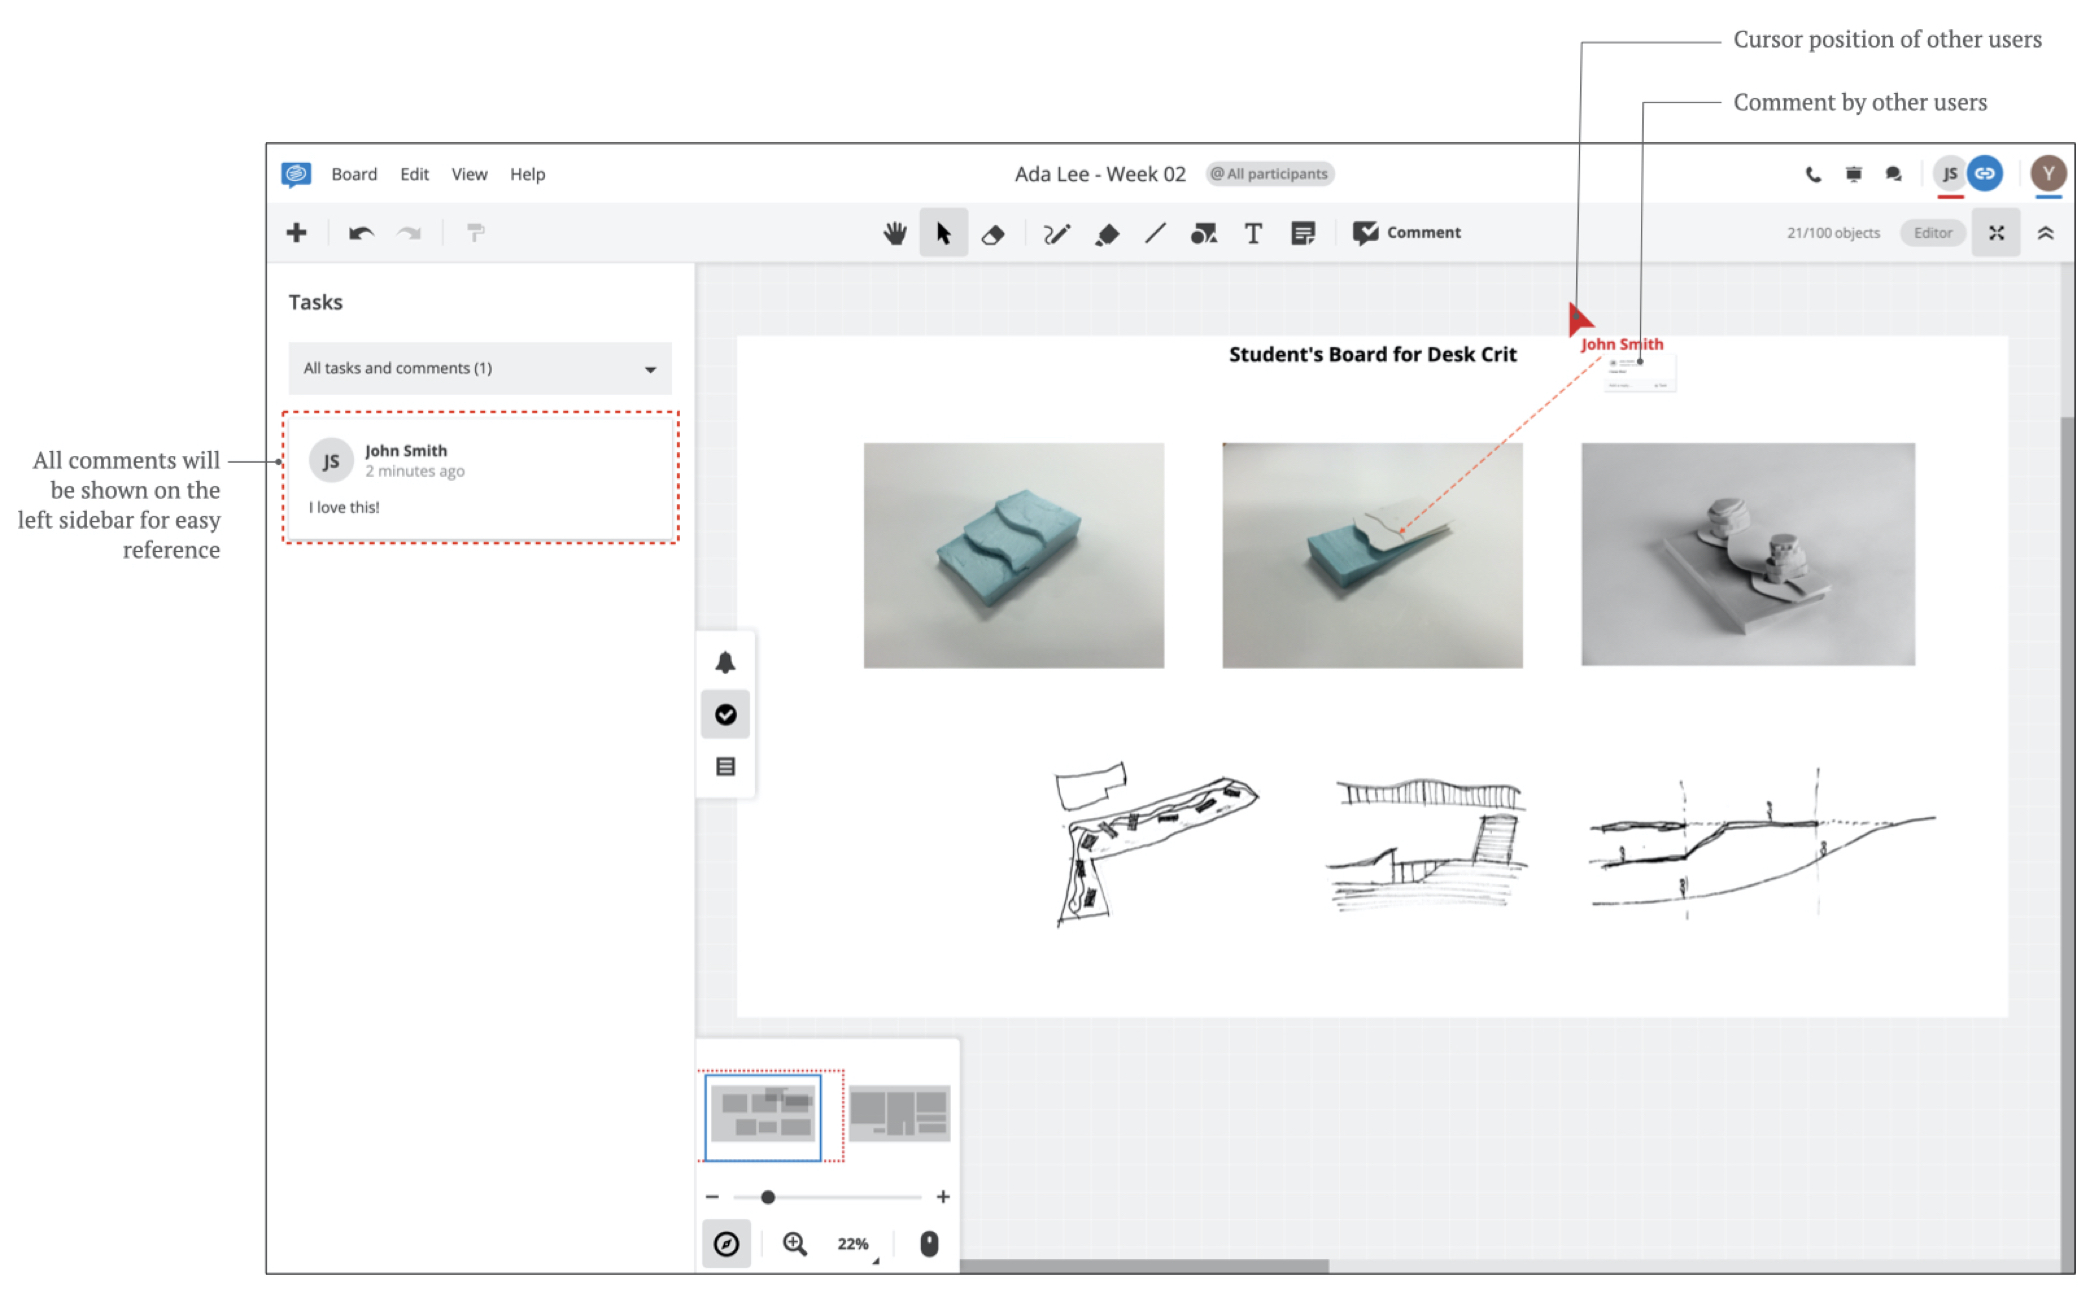 Cursor position of other users
Comment by other users
Board Edit View Help
Ada Lee - Week 02 @ All participants
JS Y
T Comment
21/100 objects Editor
Tasks
All tasks and comments (1)
JS John Smith
2 minutes ago
I love this!
All comments will
be shown on the
left sidebar for easy
reference
John Smith
Student's Board for Desk Crit
22%